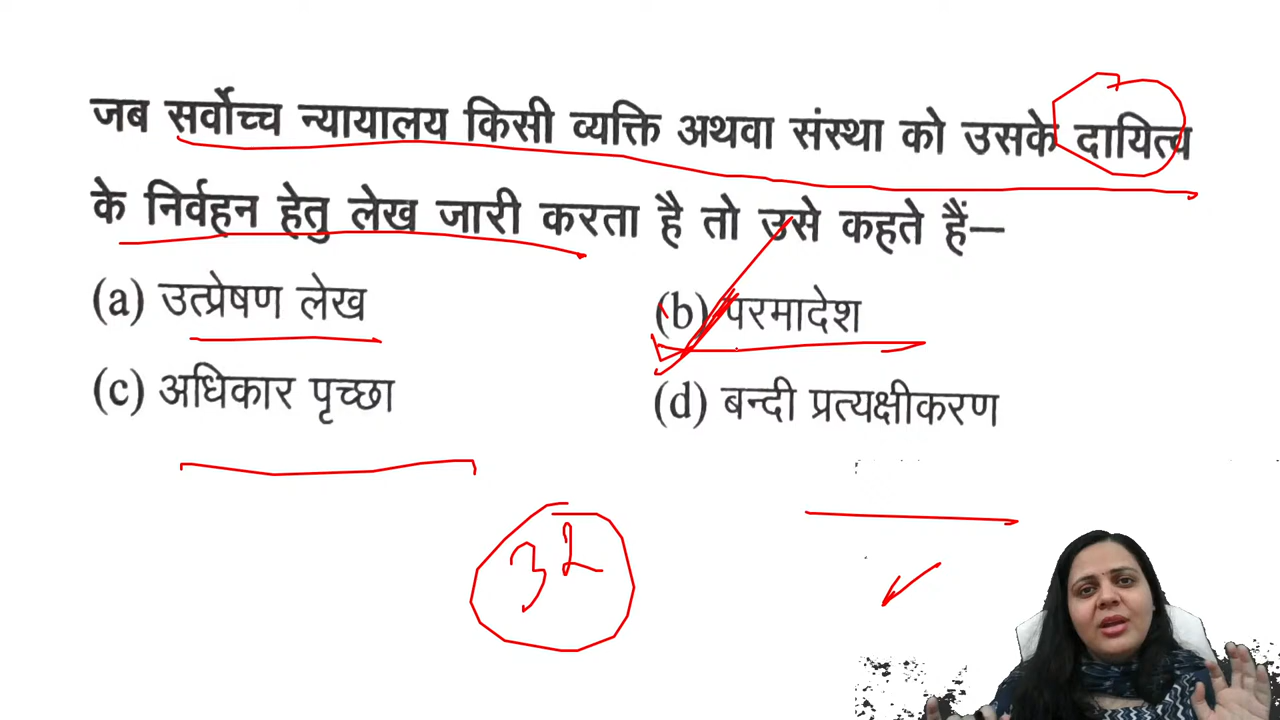 जब सर्वोच्च न्यायालय किसी व्यक्ति अथवा संस्था को उसके दायित्व
के निर्वहन हेतु लेख जारी करता है तो उसे कहते हैं—
(a) उत्प्रेषण लेख (b) परमादेश
(c) अधिकार पृच्छा (d) बन्दी प्रत्यक्षीकरण
32